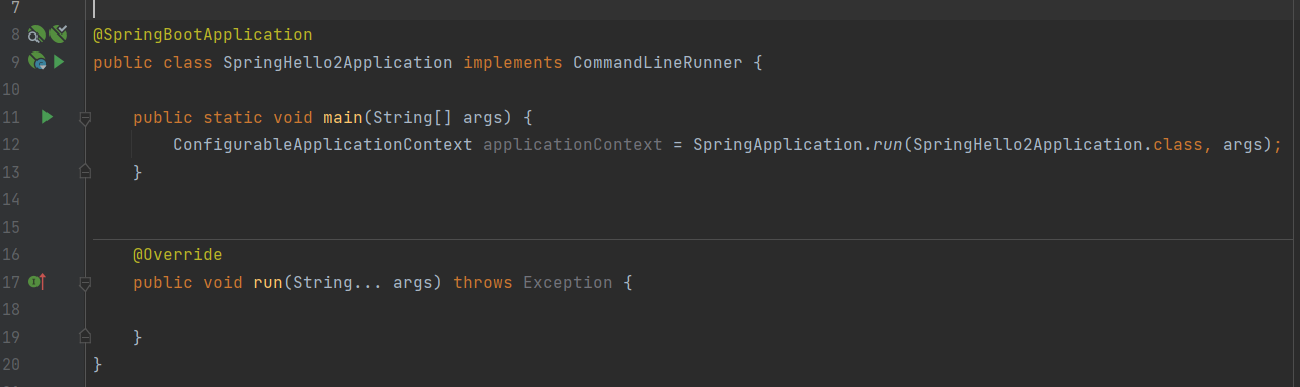 7
8 @SpringBootApplication
9 public class SpringHello2Application implements CommandLineRunner {
10
11 public static void main(String[] args) {
12 ConfigurableApplicationContext applicationContext = SpringApplication.run(SpringHello2Application.class, args);
13 }
14
15
16 @Override
17 public void run(String... args) throws Exception {
18
19 }
20 }